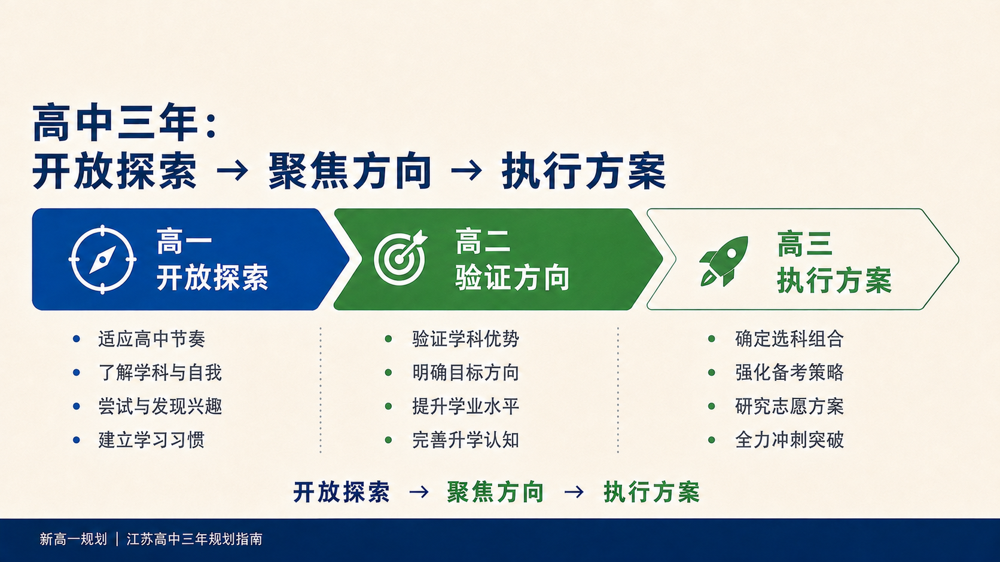 高中三年：
开放探索 → 聚焦方向 → 执行方案
高一
开放探索
高二
验证方向
高三
执行方案
• 适应高中节奏
• 了解学科与自我
• 尝试与发现兴趣
• 建立学习习惯
• 验证学科优势
• 明确目标方向
• 提升学业水平
• 完善升学认知
• 确定选科组合
• 强化备考策略
• 研究志愿方案
• 全力冲刺突破
开放探索 → 聚焦方向 → 执行方案
新高一规划 | 江苏高中三年规划指南